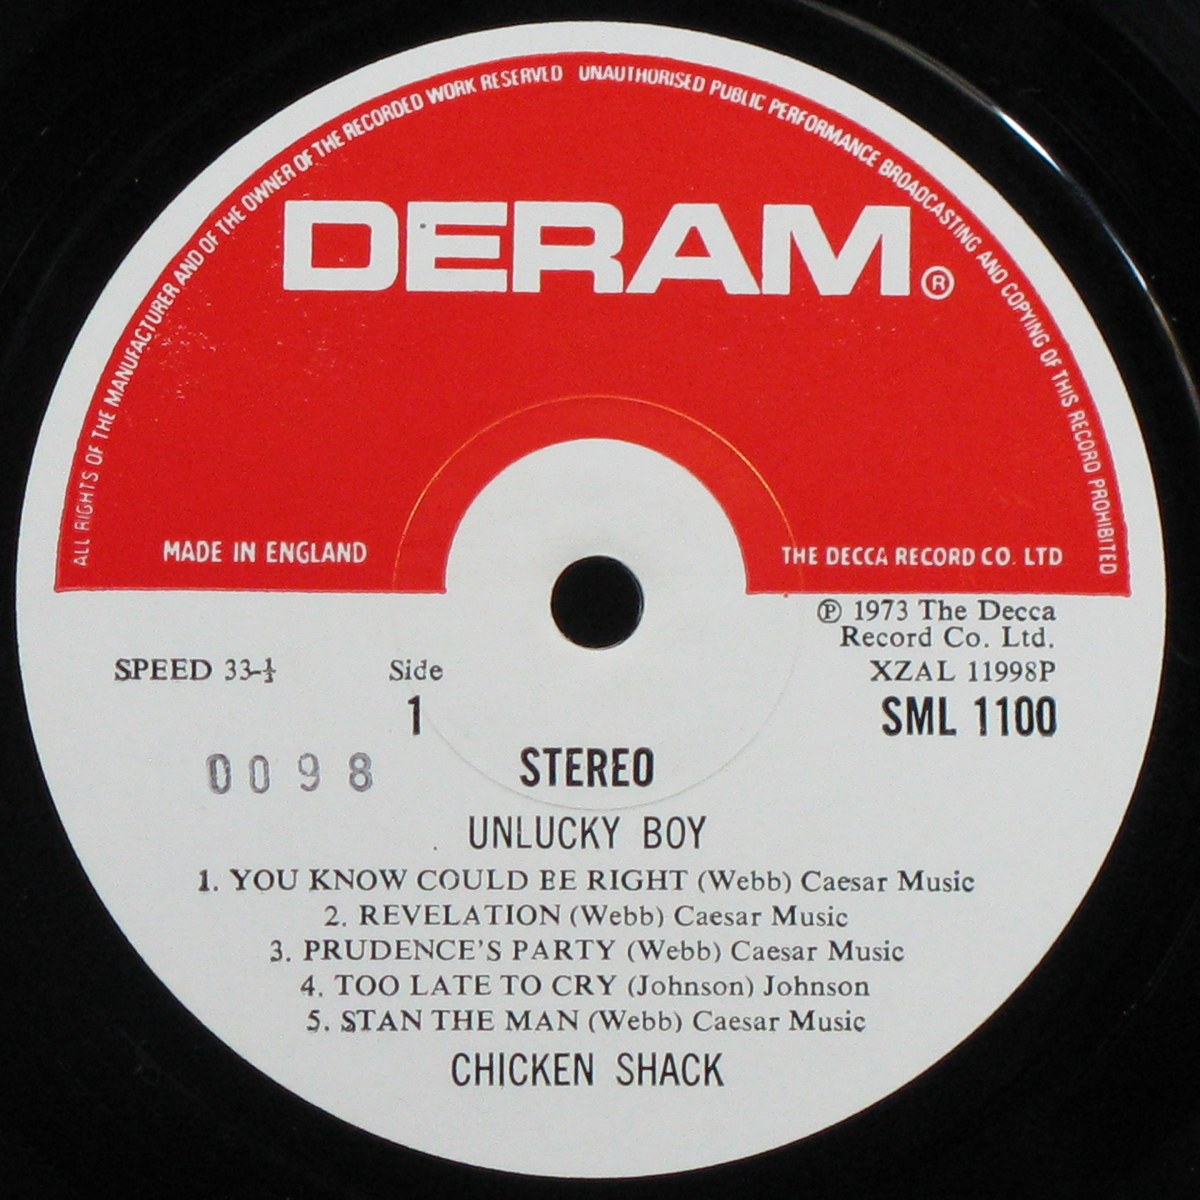 ALL RIGHTS OF THE MANUFACTURER AND OF THE OWNER OF THE RECORDED WORK RESERVED UNAUTHORISED PUBLIC PERFORMANCE BROADCASTING AND COPYING OF THIS RECORD PROHIBITED
DERAM®
MADE IN ENGLAND
THE DECCA RECORD CO. LTD
℗ 1973 The Decca
Record Co. Ltd.
SPEED 33-⅓
Side
XZAL 11998P
1
SML 1100
0098
STEREO
UNLUCKY BOY
1. YOU KNOW COULD BE RIGHT (Webb) Caesar Music
2. REVELATION (Webb) Caesar Music
3. PRUDENCE'S PARTY (Webb) Caesar Music
4. TOO LATE TO CRY (Johnson) Johnson
5. STAN THE MAN (Webb) Caesar Music
CHICKEN SHACK